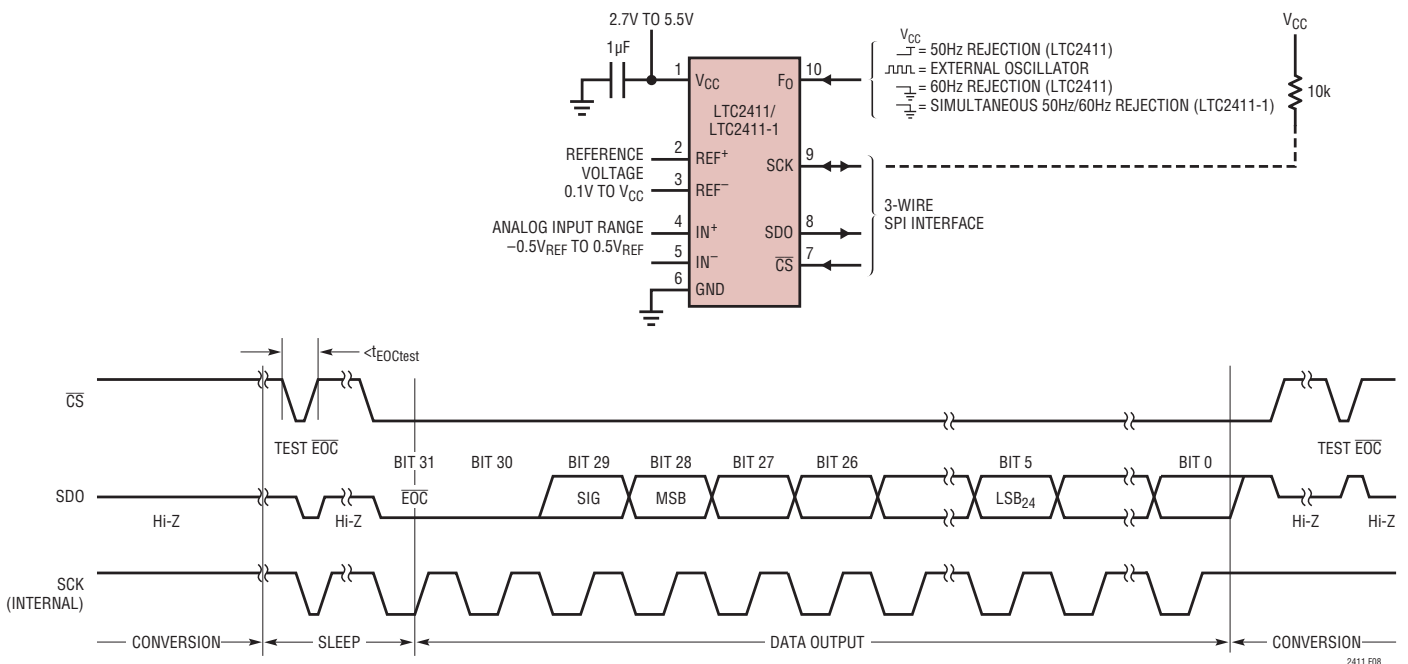 2.7V TO 5.5V
1µF
1
VCC
LTC2411/
LTC2411-1
REFERENCE
VOLTAGE
0.1V TO VCC
2
REF+
3
REF–
ANALOG INPUT RANGE
–0.5VREF TO 0.5VREF
4
IN+
5
IN–
6
GND
10
FO
9
SCK
8
SDO
7
CS
VCC
= 50Hz REJECTION (LTC2411)
= EXTERNAL OSCILLATOR
= 60Hz REJECTION (LTC2411)
= SIMULTANEOUS 50Hz/60Hz REJECTION (LTC2411-1)
3-WIRE
SPI INTERFACE
VCC
10k
<tEOCtest
CS
TEST EOC
TEST EOC
BIT 31 BIT 30 BIT 29 BIT 28 BIT 27 BIT 26 BIT 5 BIT 0
SDO
EOC SIG MSB LSB24
Hi-Z Hi-Z Hi-Z Hi-Z
SCK
(INTERNAL)
CONVERSION SLEEP DATA OUTPUT CONVERSION
2411 F08